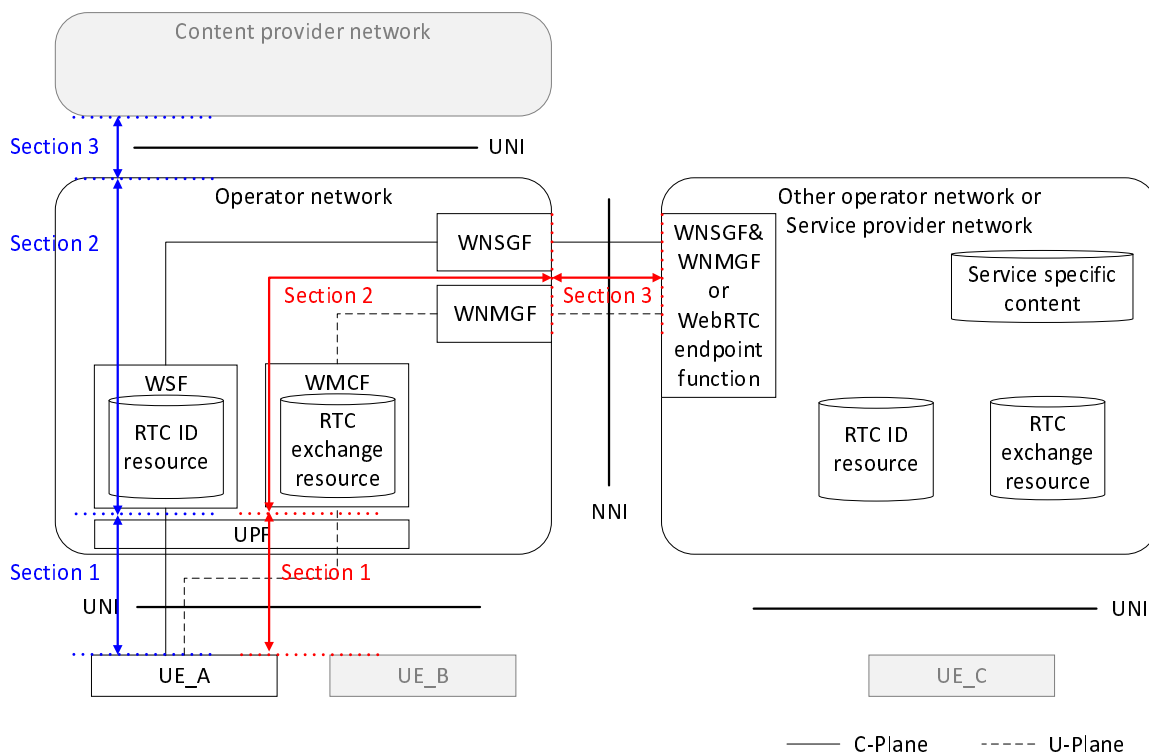 Content provider network
Section 3
UNI
Operator network
Other operator network or
Service provider network
Section 2
WNSGF
WNSGF&
WNMGF
or
WebRTC
endpoint
function
Service specific
content
Section 2
Section 3
WNMGF
WSF
WMCF
RTC ID
resource
RTC
exchange
resource
RTC ID
resource
RTC
exchange
resource
NNI
UPF
Section 1
Section 1
UNI
UNI
UE_A
UE_B
UE_C
C-Plane
U-Plane